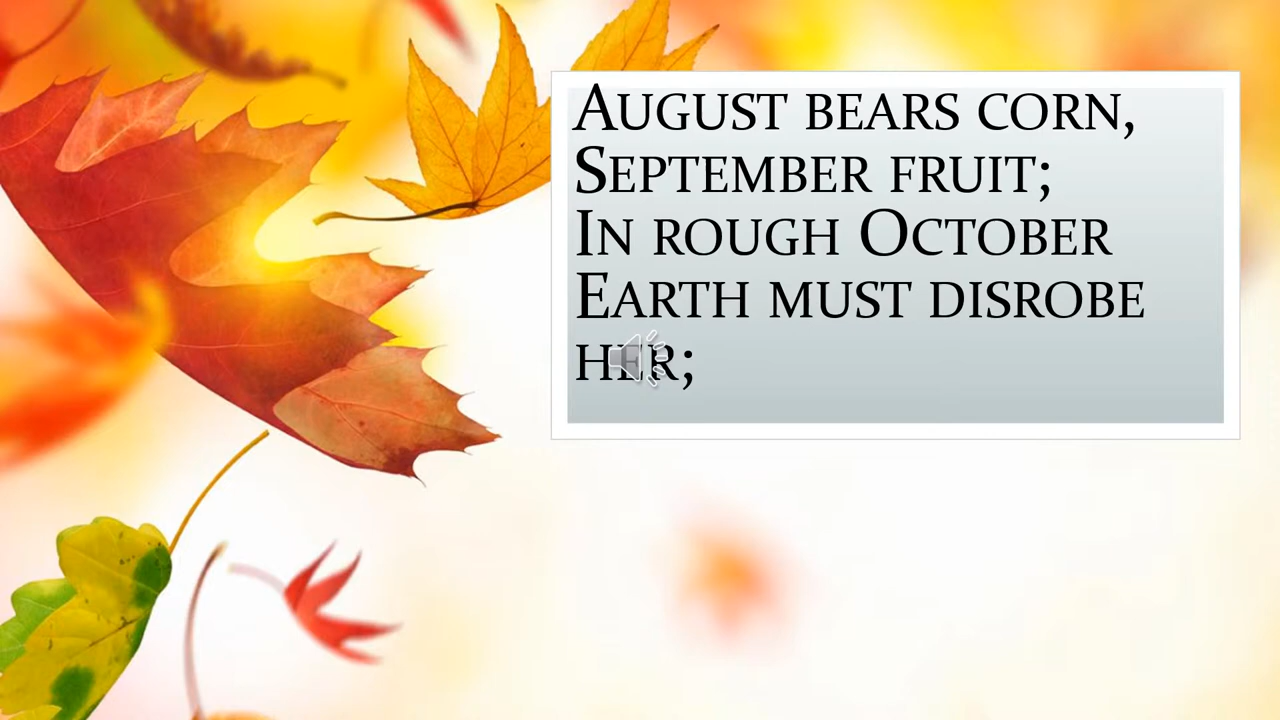 August bears corn,
September fruit;
In rough October
Earth must disrobe
her;